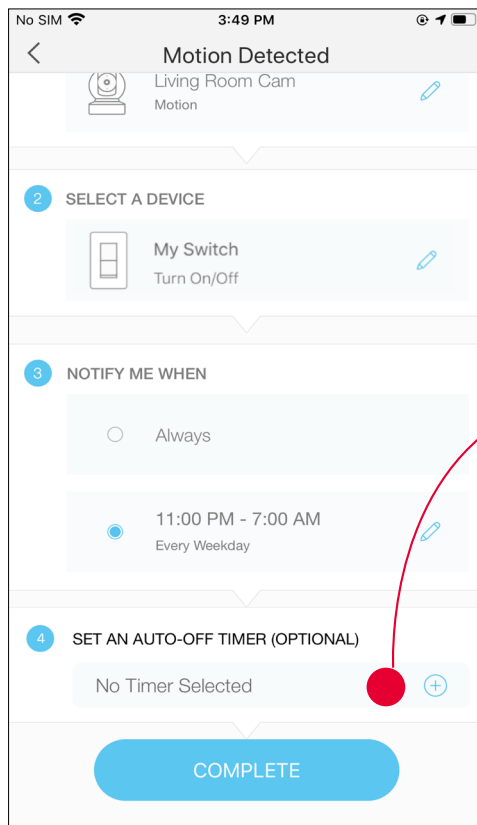 No SIM 3:49 PM
Motion Detected
Living Room Cam
Motion
2 SELECT A DEVICE
My Switch
Turn On/Off
3 NOTIFY ME WHEN
Always
11:00 PM - 7:00 AM
Every Weekday
4 SET AN AUTO-OFF TIMER (OPTIONAL)
No Timer Selected
COMPLETE